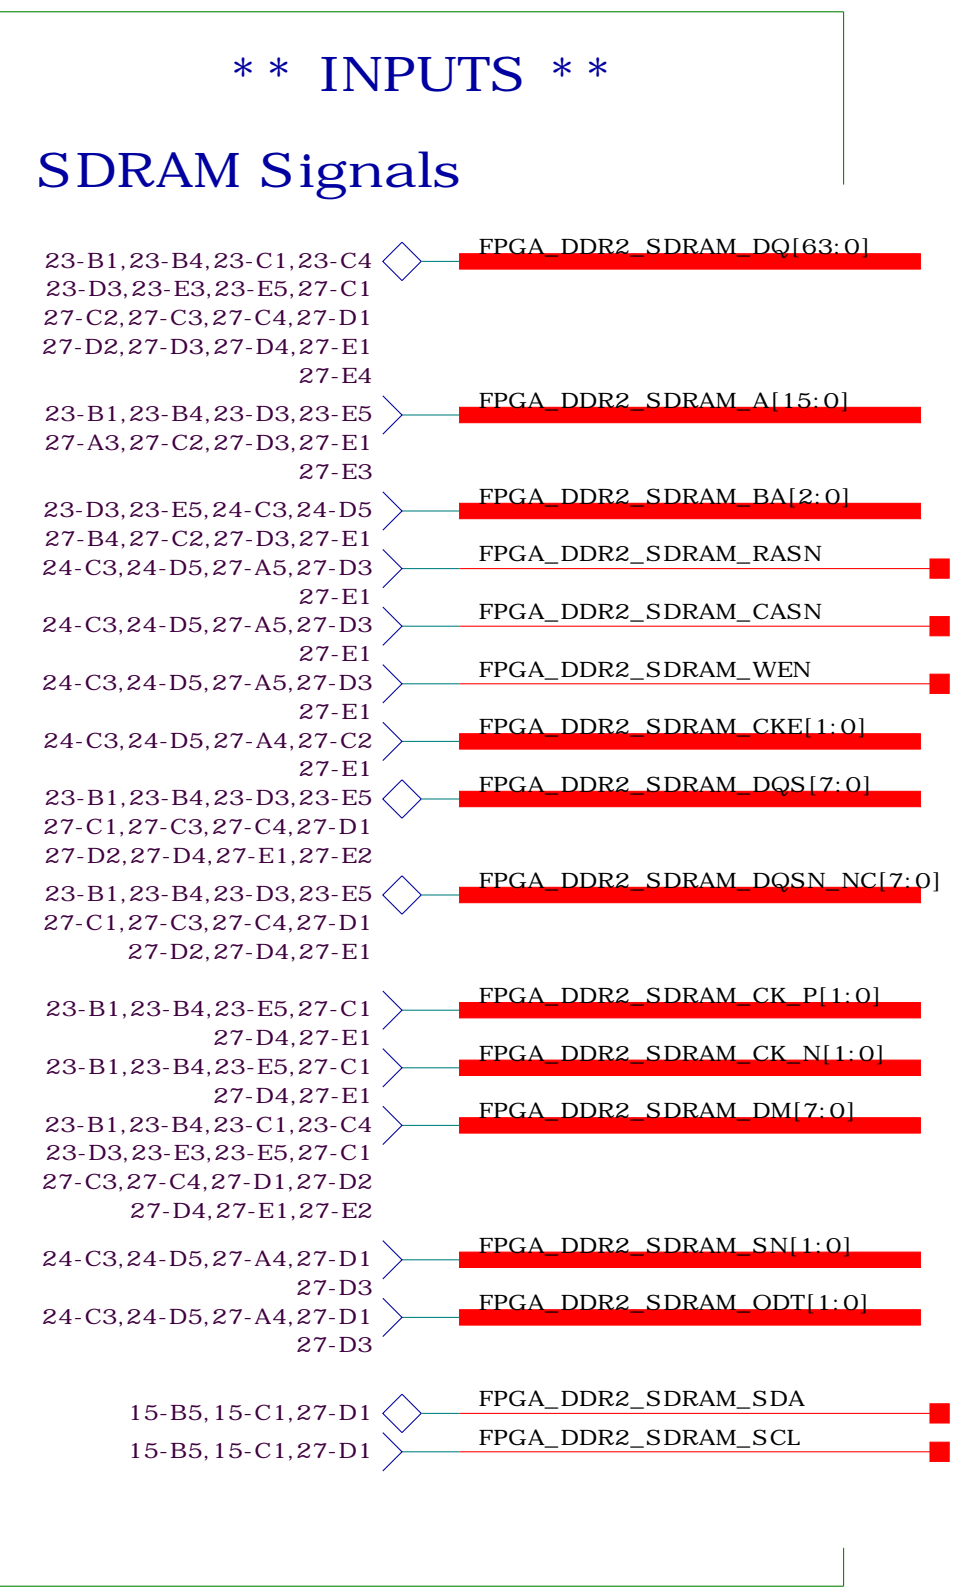 ** INPUTS **
SDRAM Signals
23-B1,23-B4,23-C1,23-C4 FPGA_DDR2_SDRAM_DQ[63:0]
23-D3,23-E3,23-E5,27-C1
27-C2,27-C3,27-C4,27-D1
27-D2,27-D3,27-D4,27-E1
27-E4
23-B1,23-B4,23-D3,23-E5 FPGA_DDR2_SDRAM_A[15:0]
27-A3,27-C2,27-D3,27-E1
27-E3
23-D3,23-E5,24-C3,24-D5 FPGA_DDR2_SDRAM_BA[2:0]
27-B4,27-C2,27-D3,27-E1
24-C3,24-D5,27-A5,27-D3 FPGA_DDR2_SDRAM_RASN
27-E1
24-C3,24-D5,27-A5,27-D3 FPGA_DDR2_SDRAM_CASN
27-E1
24-C3,24-D5,27-A5,27-D3 FPGA_DDR2_SDRAM_WEN
27-E1
24-C3,24-D5,27-A4,27-C2 FPGA_DDR2_SDRAM_CKE[1:0]
27-E1
23-B1,23-B4,23-D3,23-E5 FPGA_DDR2_SDRAM_DQS[7:0]
27-C1,27-C3,27-C4,27-D1
27-D2,27-D4,27-E1,27-E2
23-B1,23-B4,23-D3,23-E5 FPGA_DDR2_SDRAM_DQSN_NC[7:0]
27-C1,27-C3,27-C4,27-D1
27-D2,27-D4,27-E1
23-B1,23-B4,23-E5,27-C1 FPGA_DDR2_SDRAM_CK_P[1:0]
27-D4,27-E1
23-B1,23-B4,23-E5,27-C1 FPGA_DDR2_SDRAM_CK_N[1:0]
27-D4,27-E1
23-B1,23-B4,23-C1,23-C4 FPGA_DDR2_SDRAM_DM[7:0]
23-D3,23-E3,23-E5,27-C1
27-C3,27-C4,27-D1,27-D2
27-D4,27-E1,27-E2
24-C3,24-D5,27-A4,27-D1 FPGA_DDR2_SDRAM_SN[1:0]
27-D3
24-C3,24-D5,27-A4,27-D1 FPGA_DDR2_SDRAM_ODT[1:0]
27-D3
15-B5,15-C1,27-D1 FPGA_DDR2_SDRAM_SDA
15-B5,15-C1,27-D1 FPGA_DDR2_SDRAM_SCL